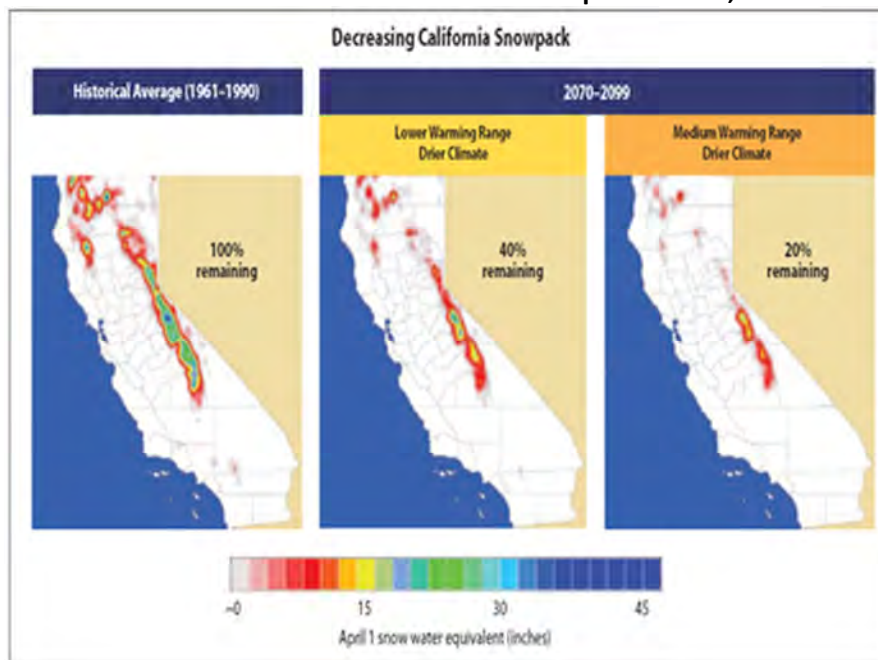 Decreasing California Snowpack
Historical Average (1961–1990)
2070–2099
Lower Warming Range
Drier Climate
Medium Warming Range
Drier Climate
100%
remaining
40%
remaining
20%
remaining
~0 15 30 45
April 1 snow water equivalent (inches)